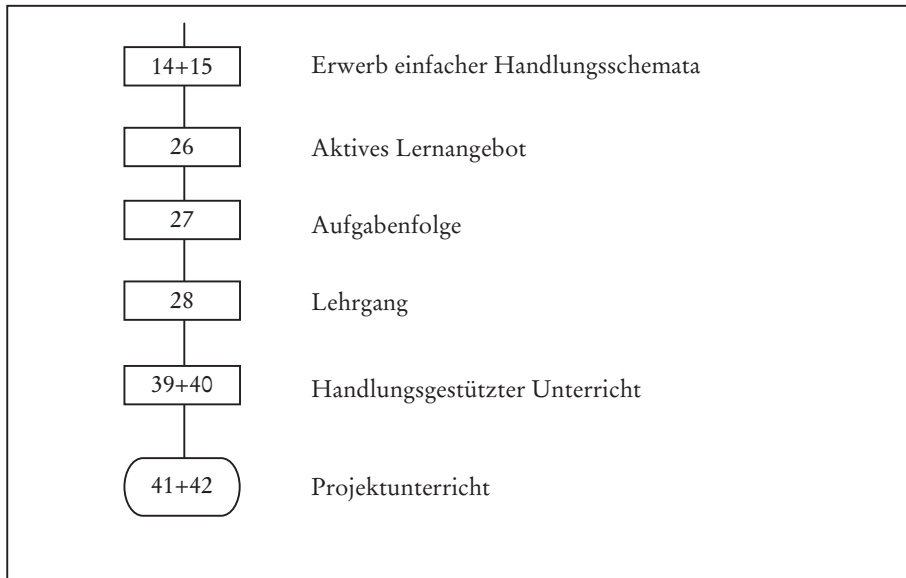 14+15 Erwerb einfacher Handlungsschemata
26 Aktives Lernangebot
27 Aufgabenfolge
28 Lehrgang
39+40 Handlungsgestützter Unterricht
41+42 Projektunterricht